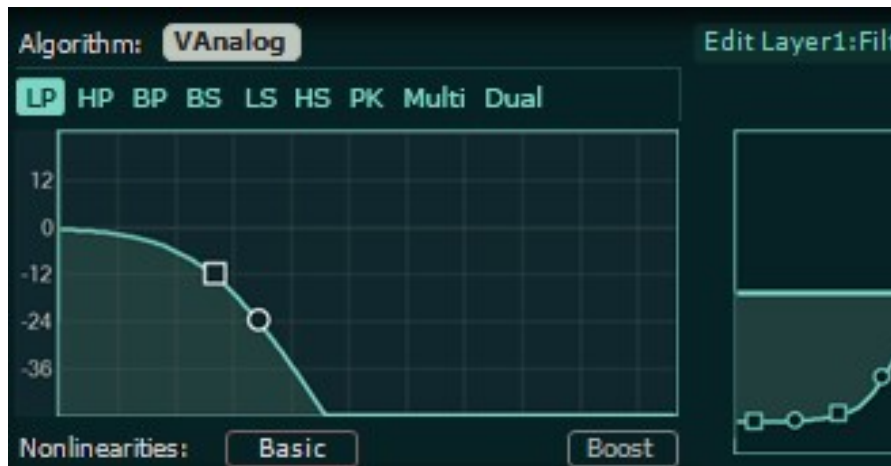 Algorithm: VAnalog Edit Layer1:Filt
LP HP BP BS LS HS PK Multi Dual
12
0
-12
-24
-36
Nonlinearities: Basic Boost